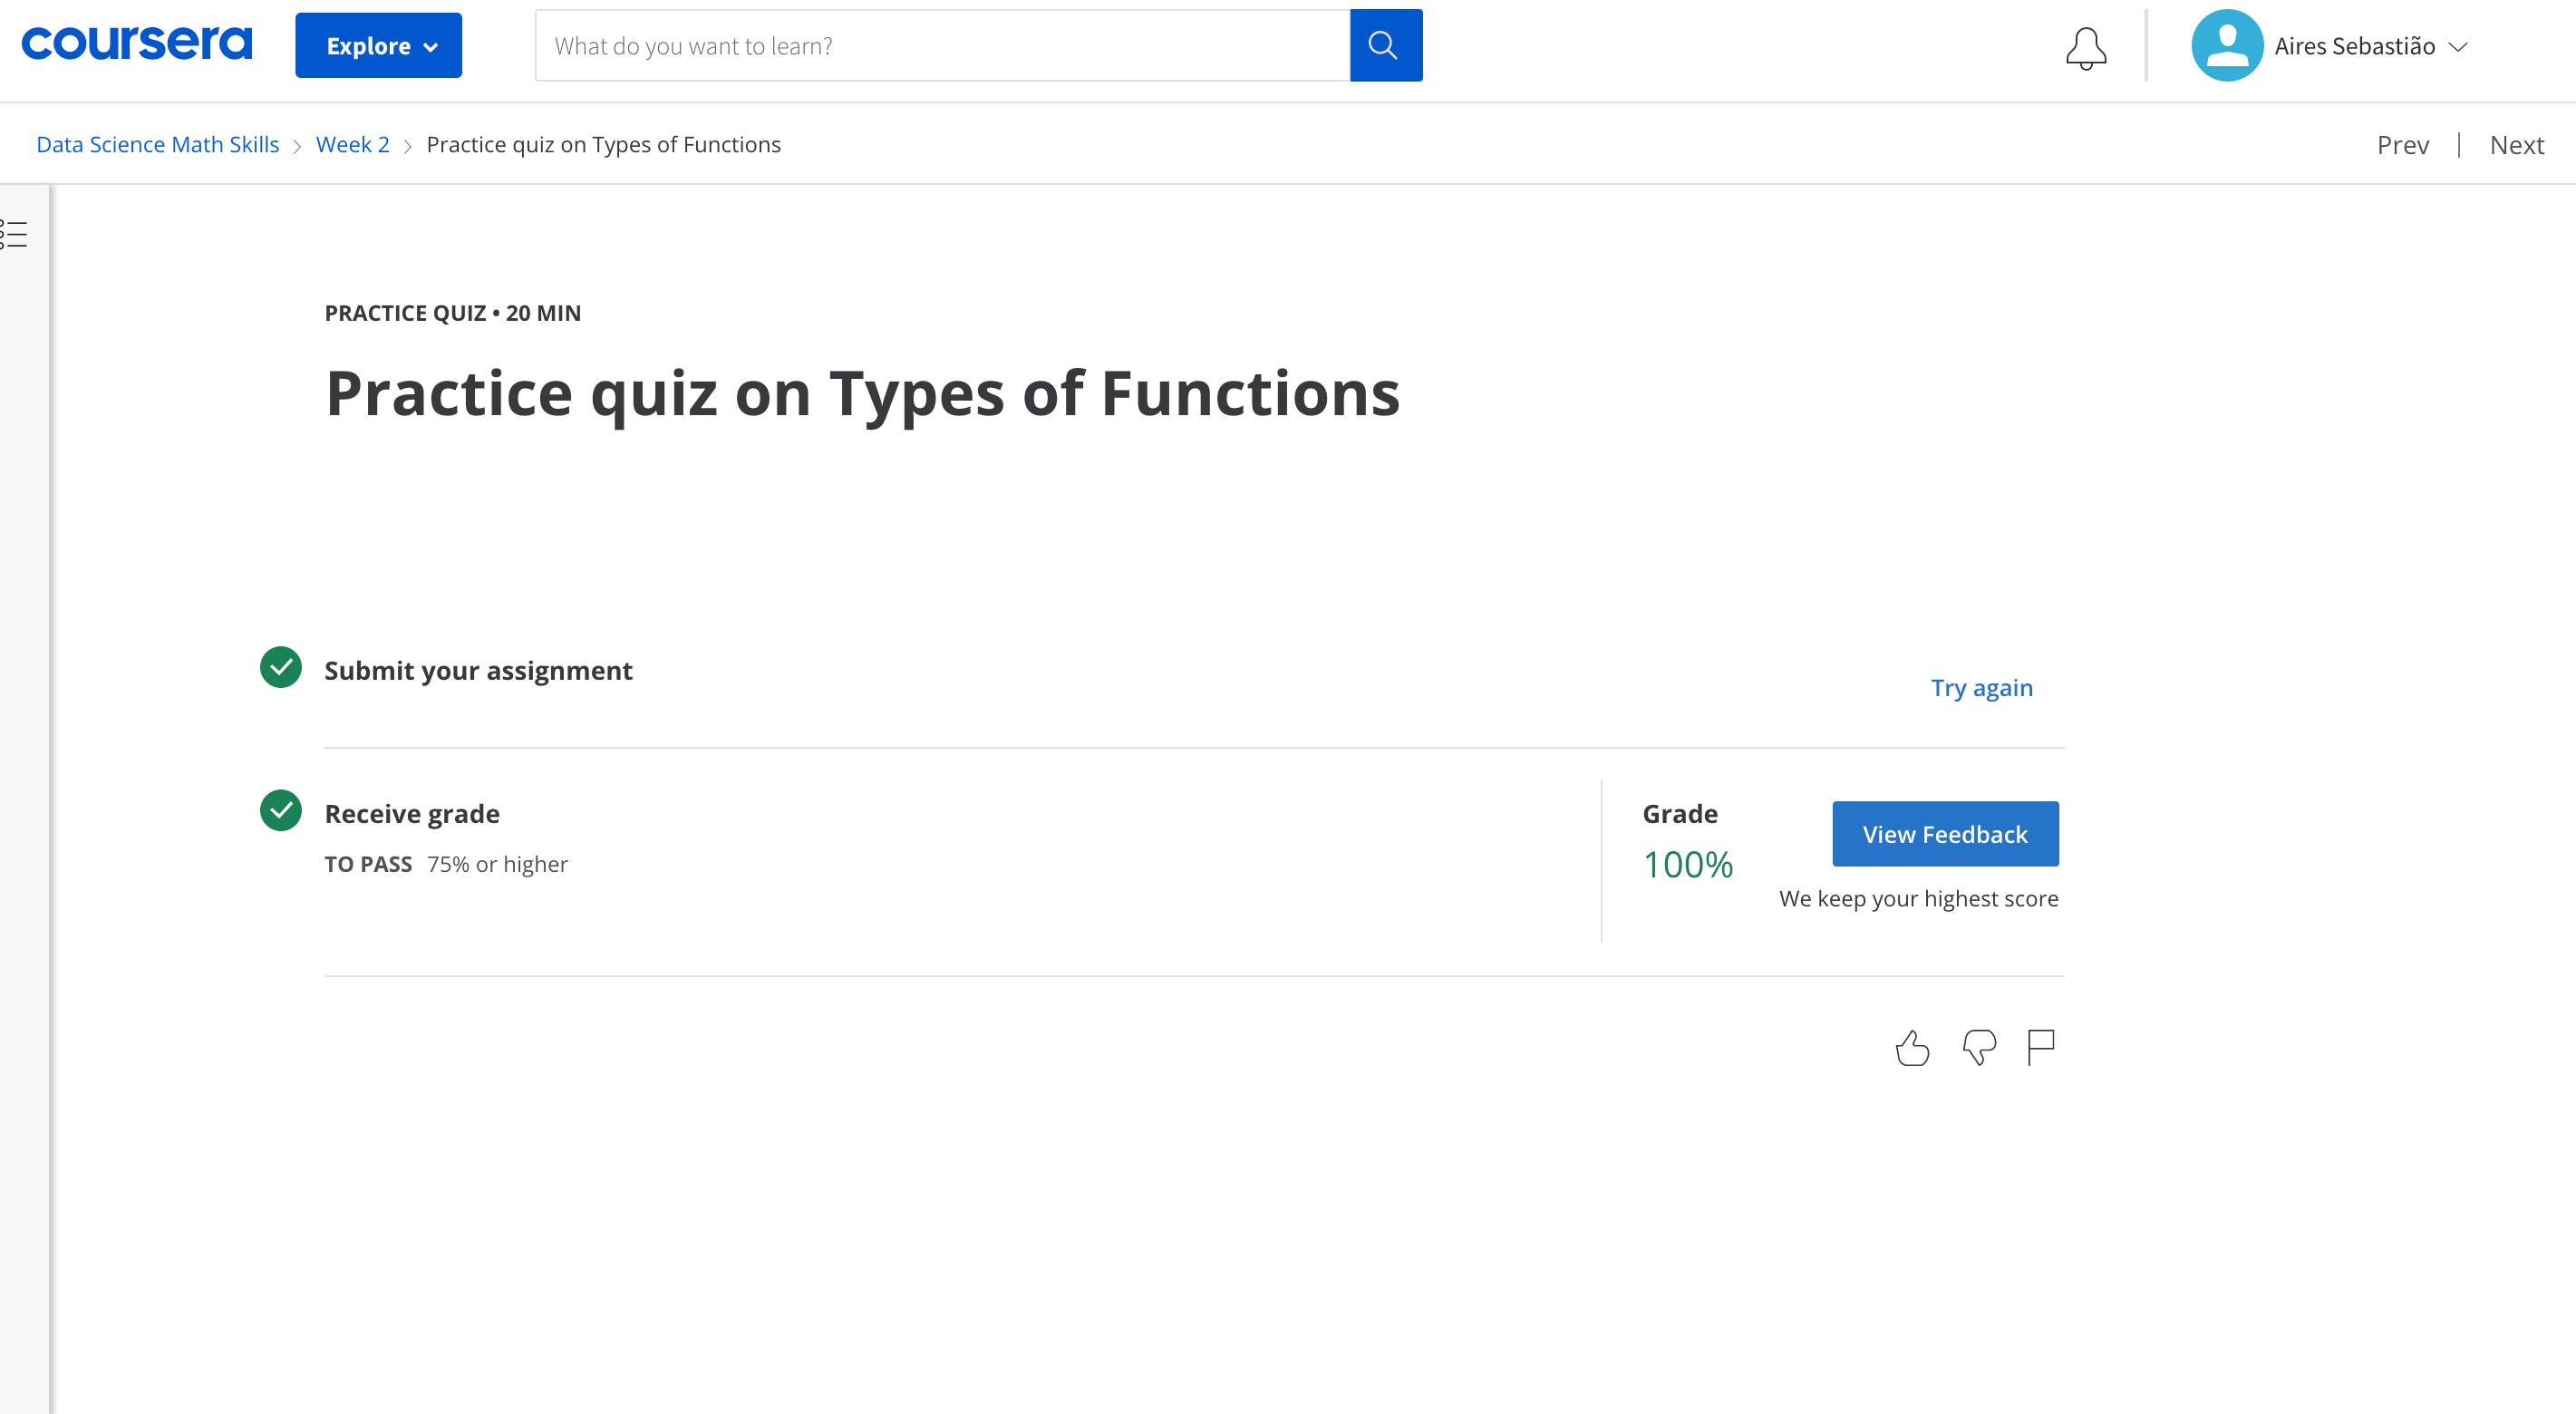 coursera
Explore
What do you want to learn?
Aires Sebastião
Data Science Math Skills
Week 2
Practice quiz on Types of Functions
Prev
Next
PRACTICE QUIZ • 20 MIN
Practice quiz on Types of Functions
Submit your assignment
Try again
Receive grade
TO PASS 75% or higher
Grade
100%
View Feedback
We keep your highest score